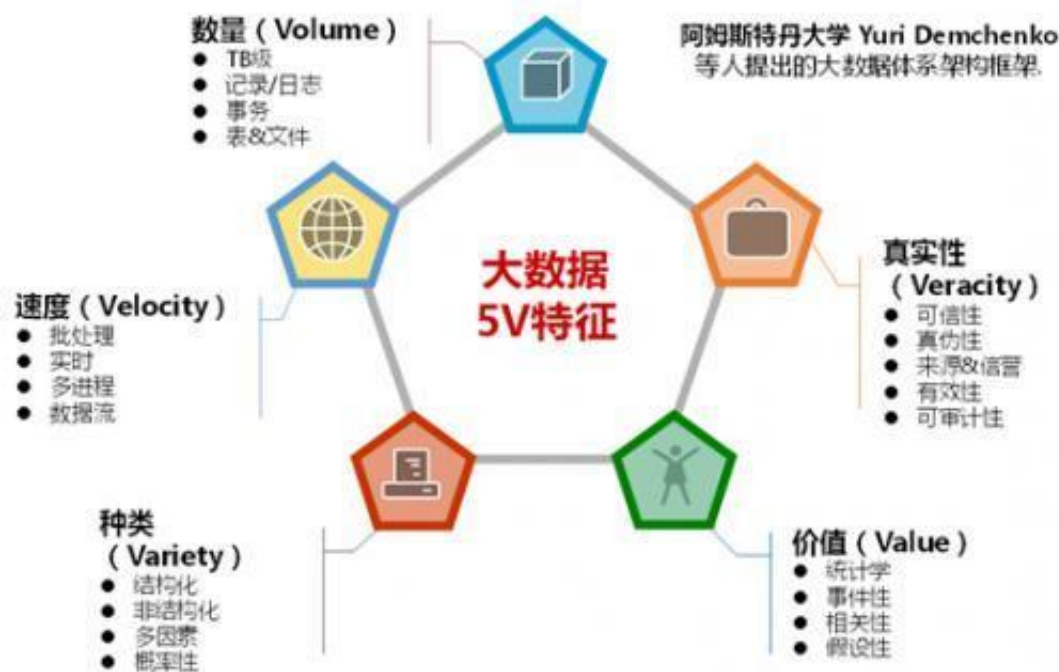 数量（Volume）
● TB级
● 记录/日志
● 事务
● 表&文件
阿姆斯特丹大学 Yuri Demchenko
等人提出的大数据体系架构框架.
大数据
5V特征
速度（Velocity）
● 批处理
● 实时
● 多进程
● 数据流
真实性
（Veracity）
● 可信性
● 真伪性
● 来源&信誉
● 有效性
● 可审计性
种类
（Variety）
● 结构化
● 非结构化
● 多因素
● 概率性
价值（Value）
● 统计学
● 事件性
● 相关性
● 假设性